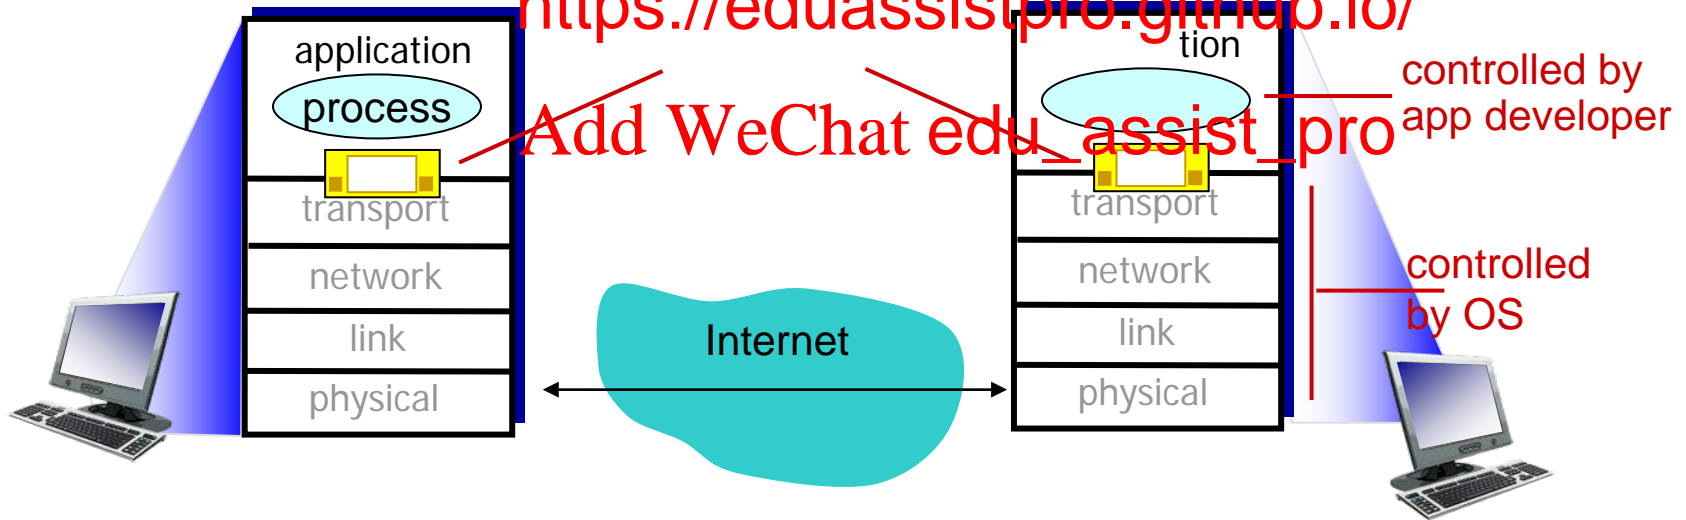 https://eduassistpro.github.io/
application
process
transport
network
link
physical
Add WeChat edu_assist_pro
Internet
tion
transport
network
link
physical
controlled by
app developer
controlled
by OS